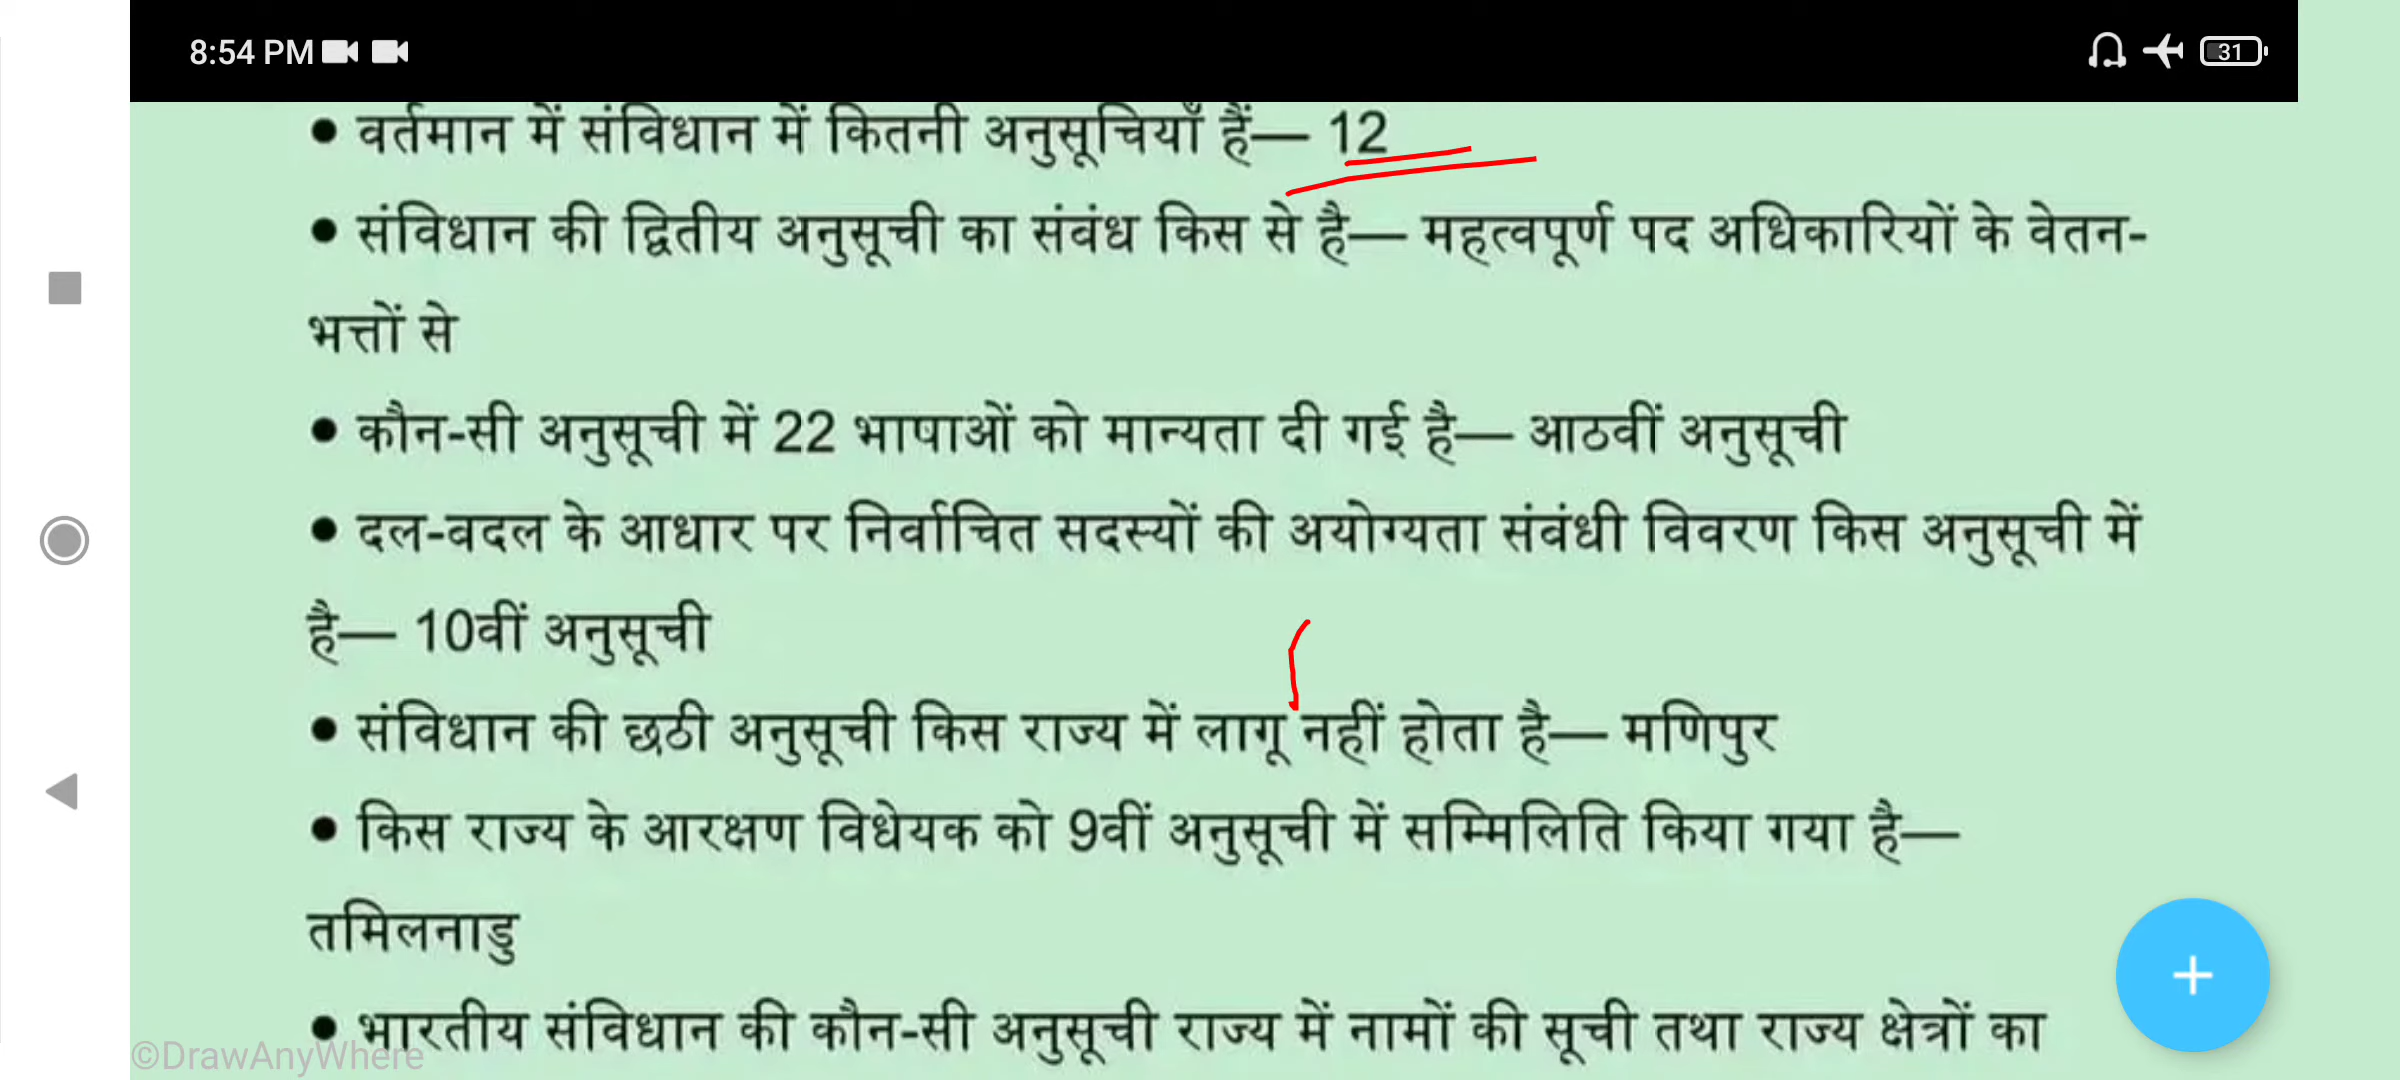 8:54 PM
31
● वर्तमान में संविधान में कितनी अनुसूचियाँ हैं— 12
● संविधान की द्वितीय अनुसूची का संबंध किस से है— महत्वपूर्ण पद अधिकारियों के वेतन-
भत्तों से
● कौन-सी अनुसूची में 22 भाषाओं को मान्यता दी गई है— आठवीं अनुसूची
● दल-बदल के आधार पर निर्वाचित सदस्यों की अयोग्यता संबंधी विवरण किस अनुसूची में
है— 10वीं अनुसूची
● संविधान की छठी अनुसूची किस राज्य में लागू नहीं होता है— मणिपुर
● किस राज्य के आरक्षण विधेयक को 9वीं अनुसूची में सम्मिलिति किया गया है—
तमिलनाडु
● भारतीय संविधान की कौन-सी अनुसूची राज्य में नामों की सूची तथा राज्य क्षेत्रों का
©DrawAnyWhere